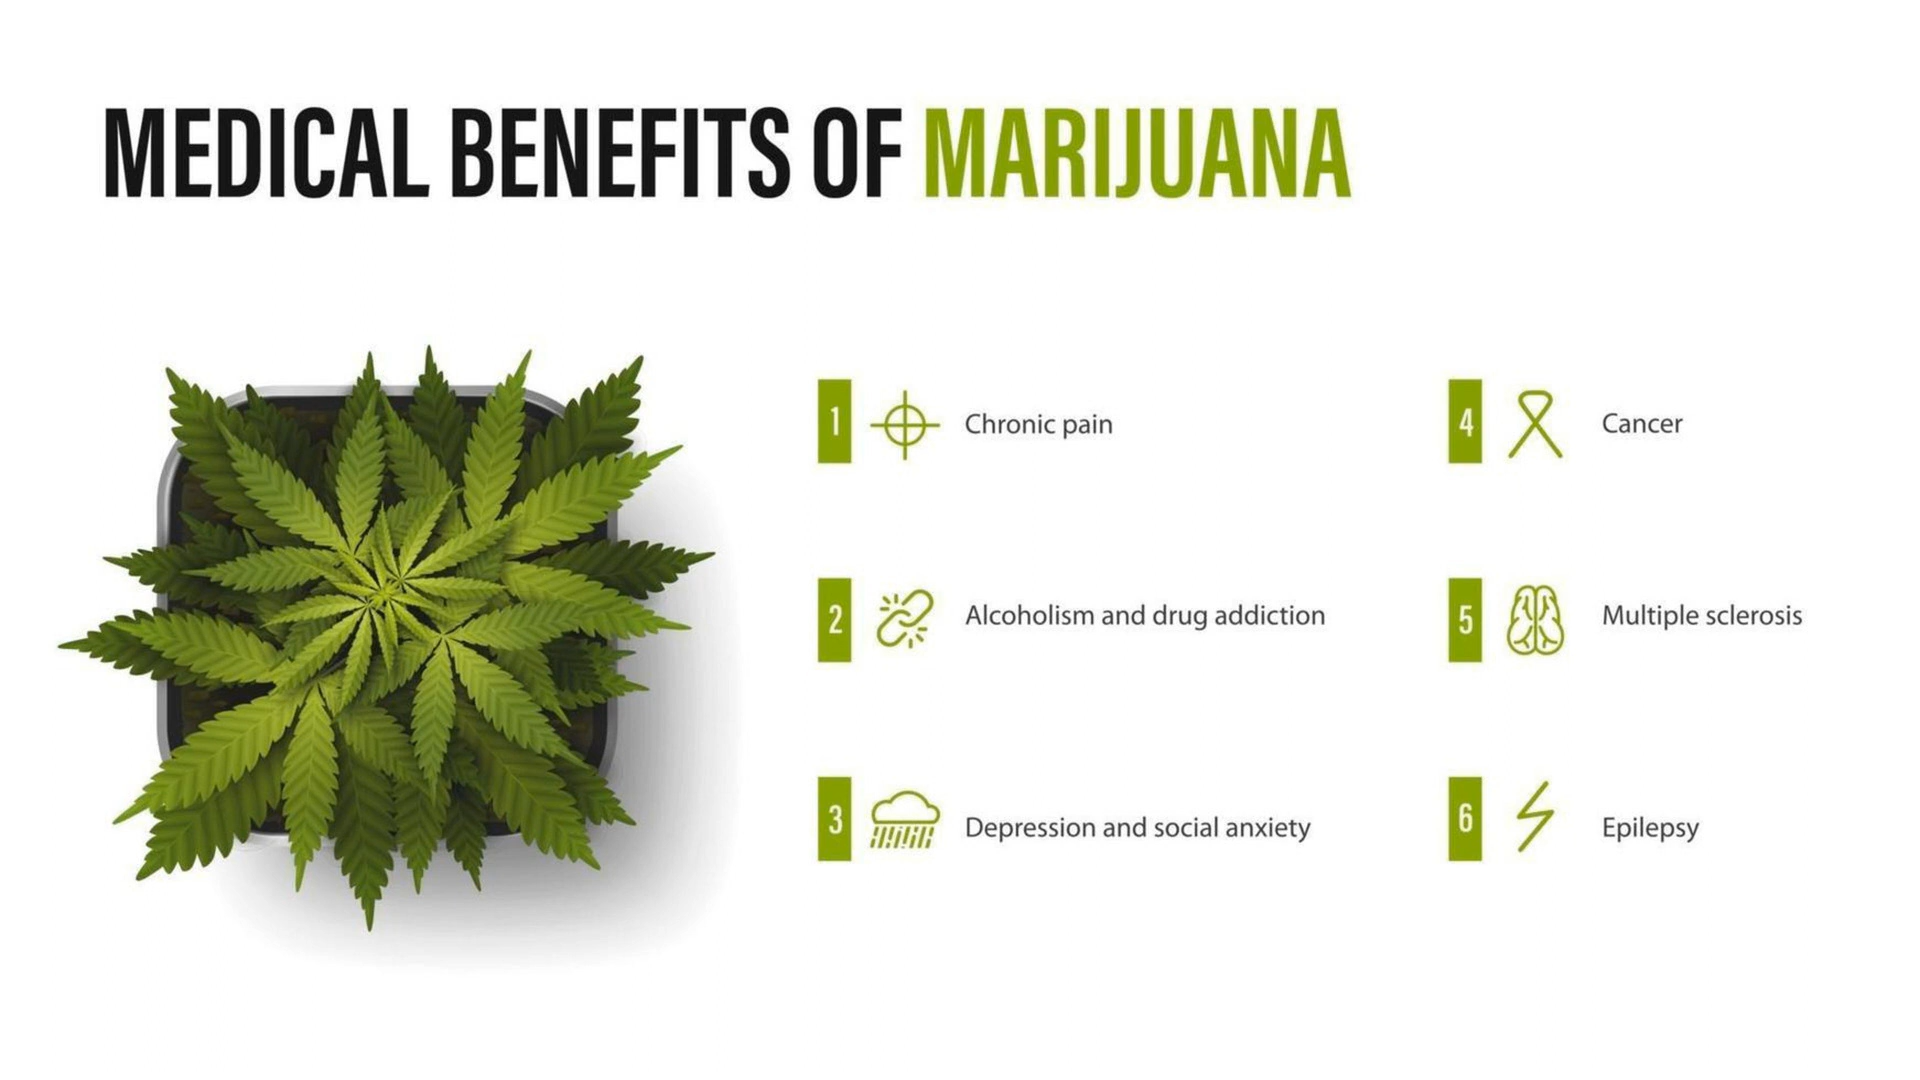 MEDICAL BENEFITS OF MARIJUANA
1 Chronic pain
2 Alcoholism and drug addiction
3 Depression and social anxiety
4 Cancer
5 Multiple sclerosis
6 Epilepsy